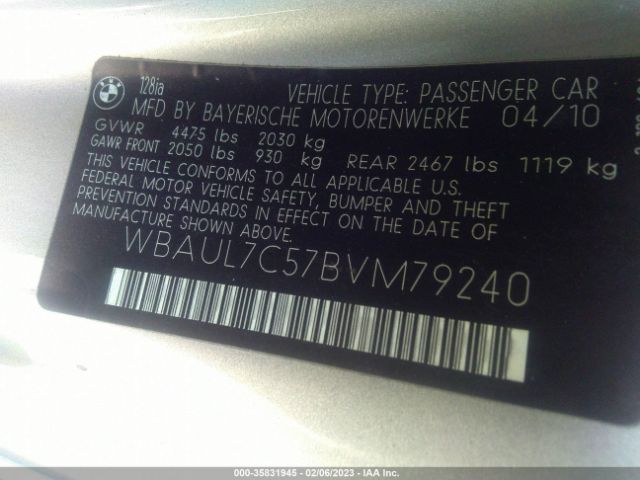 BMW
128ia
VEHICLE TYPE: PASSENGER CAR
MFD. BY BAYERISCHE MOTORENWERKE 04/10
GVWR 4475 lbs 2030 kg
GAWR FRONT 2050 lbs 930 kg REAR 2467 lbs 1119 kg
THIS VEHICLE CONFORMS TO ALL APPLICABLE U.S.
FEDERAL MOTOR VEHICLE SAFETY, BUMPER AND THEFT
PREVENTION STANDARDS IN EFFECT ON THE DATE OF
MANUFACTURE SHOWN ABOVE.
WBAUL7C57BVM79240
000-35831945 - 02/06/2023 - IAA Inc.